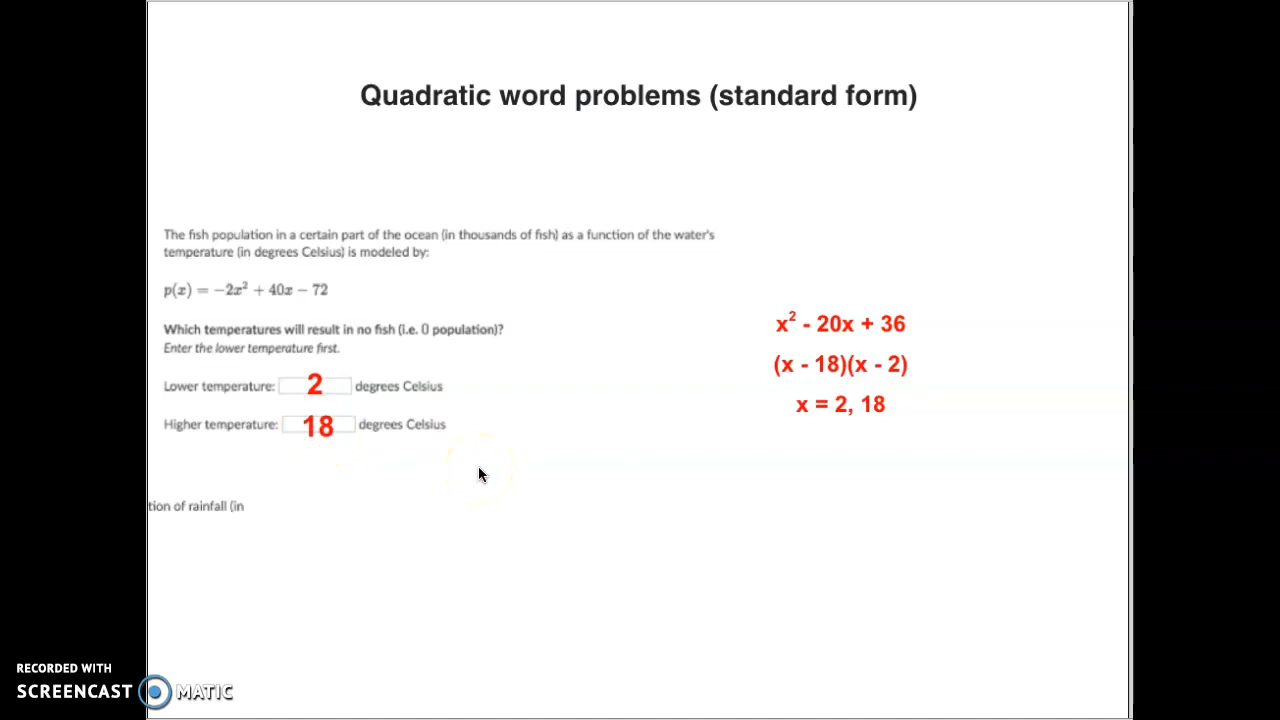 Quadratic word problems (standard form)
The fish population in a certain part of the ocean (in thousands of fish) as a function of the water's
temperature (in degrees Celsius) is modeled by:
p(x) = −2x² + 40x − 72
Which temperatures will result in no fish (i.e. 0 population)?
Enter the lower temperature first.
Lower temperature: 2 degrees Celsius
Higher temperature: 18 degrees Celsius
x² - 20x + 36
(x - 18)(x - 2)
x = 2, 18
tion of rainfall (in
RECORDED WITH
SCREENCAST MATIC